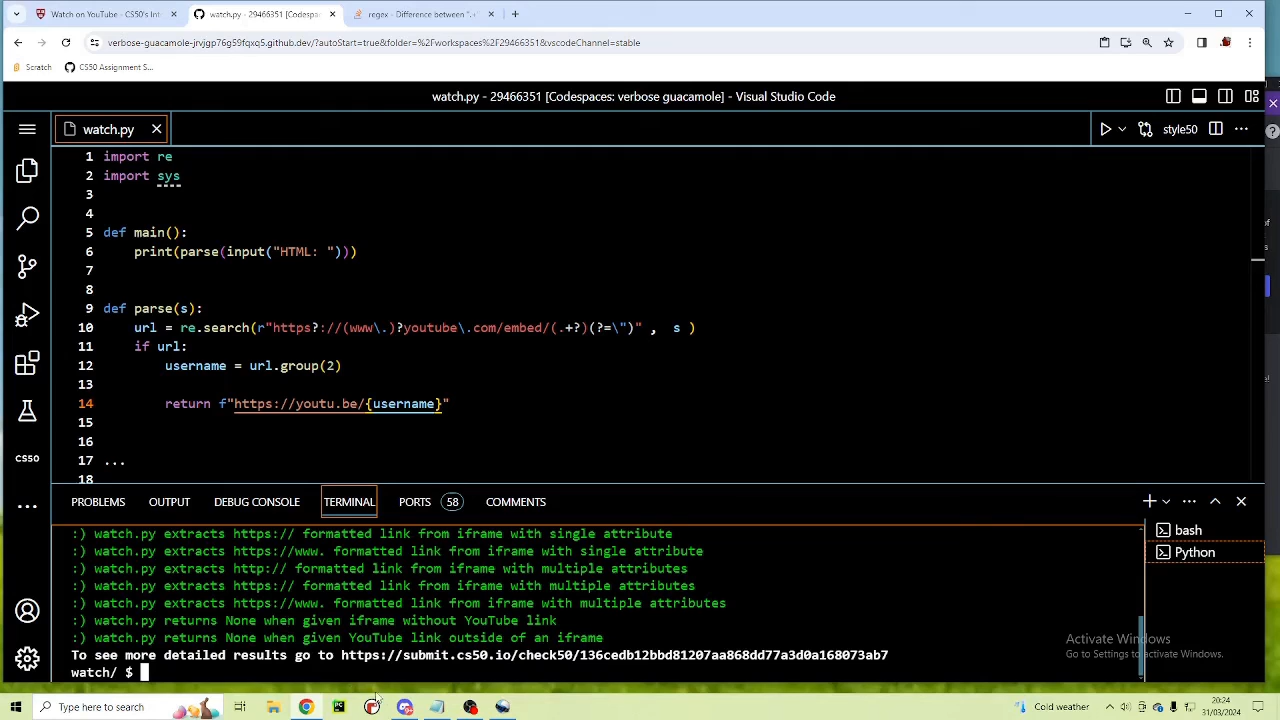 Watch on YouTube - CS50's Int
watch.py - 29466351 [Codespac
regex - Difference between ".
verbose-guacamole-jrvjgp76g59fqxq5.github.dev/?autoStart=true&folder=%2Fworkspaces%2F29466351&vscodeChannel=stable
Scratch
CS50 Assignment S...
watch.py - 29466351 [Codespaces: verbose guacamole] - Visual Studio Code
watch.py
style50
1 import re
2 import sys
3
4
5 def main():
6 print(parse(input("HTML: ")))
7
8
9 def parse(s):
10 url = re.search(r"https?://(www\.)?youtube\.com/embed/(.+?)(?=\")" , s )
11 if url:
12 username = url.group(2)
13
14 return f"https://youtu.be/{username}"
15
16
17 ...
18
cs50
PROBLEMS OUTPUT DEBUG CONSOLE TERMINAL PORTS 58 COMMENTS
:) watch.py extracts https:// formatted link from iframe with single attribute
:) watch.py extracts https://www. formatted link from iframe with single attribute
:) watch.py extracts http:// formatted link from iframe with multiple attributes
:) watch.py extracts https:// formatted link from iframe with multiple attributes
:) watch.py extracts https://www. formatted link from iframe with multiple attributes
:) watch.py returns None when given iframe without YouTube link
:) watch.py returns None when given YouTube link outside of an iframe
To see more detailed results go to https://submit.cs50.io/check50/136cedb12bbd81207aa868dd77a3d0a168073ab7
watch/ $
bash
Python
Activate Windows
Go to Settings to activate Windows.
Type here to search
Cold weather
20:24
31/03/2024